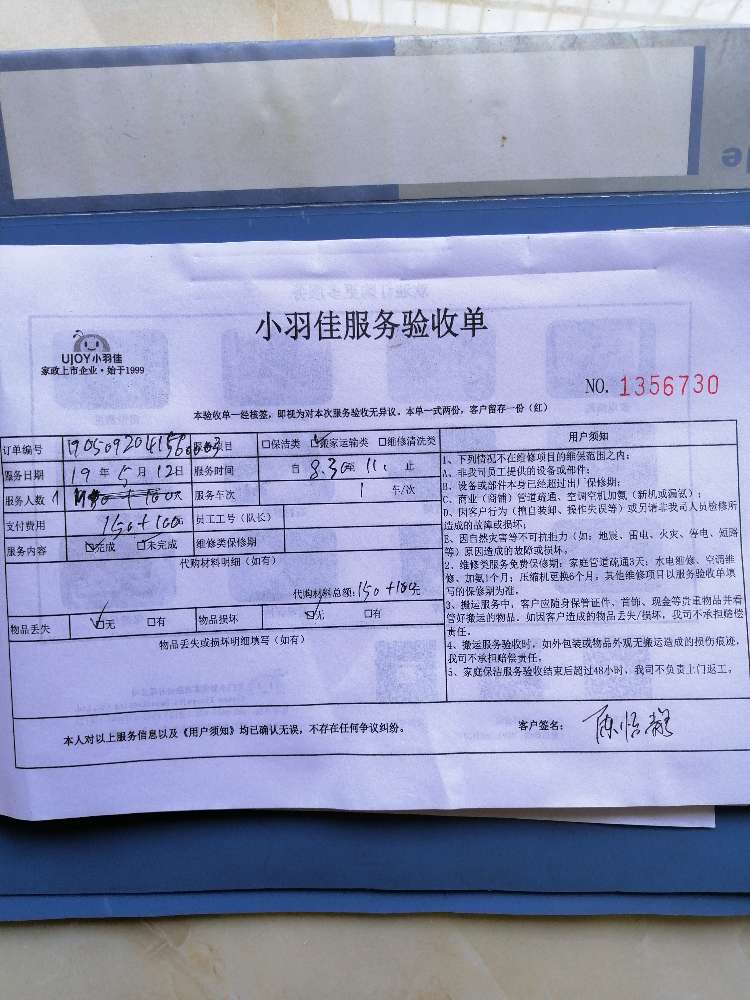 小羽佳服务验收单
UJOY小羽佳
家政上市企业·始于1999
NO. 1356730
本验收单一经核签，即视为对本次服务验收无异议。本单一式两份，客户留存一份（红）
订单编号 □保洁类 ☑搬家运输类 □维修清洗类
服务日期 19年5月12日 服务时间 自 8.30至11: 止
服务人数 服务车次 1 车/次
支付费用 150+100元 员工工号（队长）
服务内容 ☑完成 □未完成 维修类保修期
代购材料明细（如有）
代购材料总额：150+100元
物品丢失 ☑无 □有 物品损坏 ☑无 □有
物品丢失或损坏明细填写（如有）
用户须知
1、下列情况不在维修项目的维保范围之内：
A、非我司员工提供的设备或部件；
B、设备或部件本身已经超过出厂保修期；
C、商业（商铺）管道疏通、空调空机加氨（新机或漏氨）；
D、因客户行为（擅自装卸、操作失误等）或另请非我司人员检修所
造成的故障或损坏；
E、因自然灾害等不可抗拒力（如：地震、雷电、火灾、停电、短路
等）原因造成的故障或损坏。
2、维修类服务免费保修期：家庭管道疏通3天；水电维修、空调维
修、加氨1个月；压缩机更换6个月；其他维修项目以服务验收单填
写的保修期为准。
3、搬运服务中，客户应随身保管证件、首饰、现金等贵重物品并看
管好搬运的物品。如因客户造成的物品丢失/损坏，我司不承担赔偿
责任。
4、搬运服务验收时，如外包装或物品外观无搬运造成的损伤痕迹，
我司不承担赔偿责任。
5、家庭保洁服务验收结束后超过48小时，我司不负责上门返工。
本人对以上服务信息以及《用户须知》均已确认无误，不存在任何争议纠纷。
客户签名：